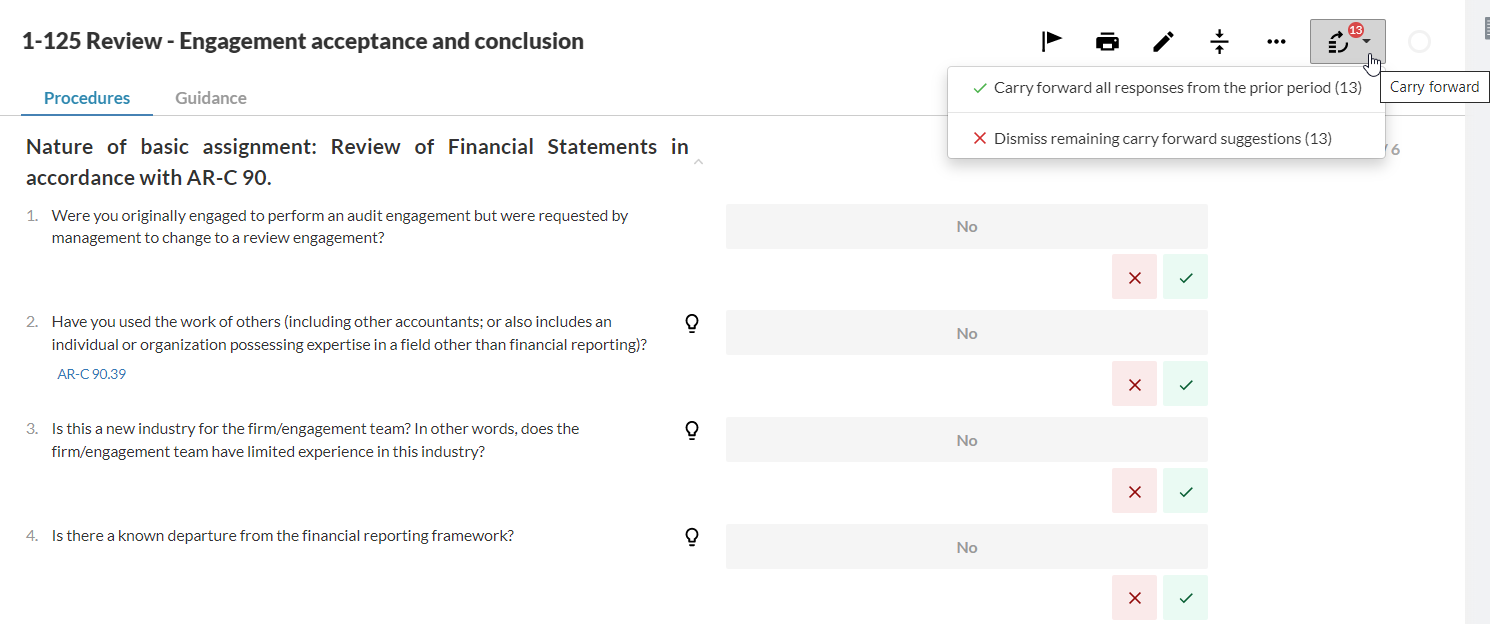 1-125 Review - Engagement acceptance and conclusion
13
Carry forward
Procedures
Guidance
Carry forward all responses from the prior period (13)
Dismiss remaining carry forward suggestions (13)
/ 6
Nature of basic assignment: Review of Financial Statements in
accordance with AR-C 90.
1. Were you originally engaged to perform an audit engagement but were requested by
management to change to a review engagement?
No
2. Have you used the work of others (including other accountants; or also includes an
individual or organization possessing expertise in a field other than financial reporting)?
AR-C 90.39
No
3. Is this a new industry for the firm/engagement team? In other words, does the
firm/engagement team have limited experience in this industry?
No
4. Is there a known departure from the financial reporting framework?
No